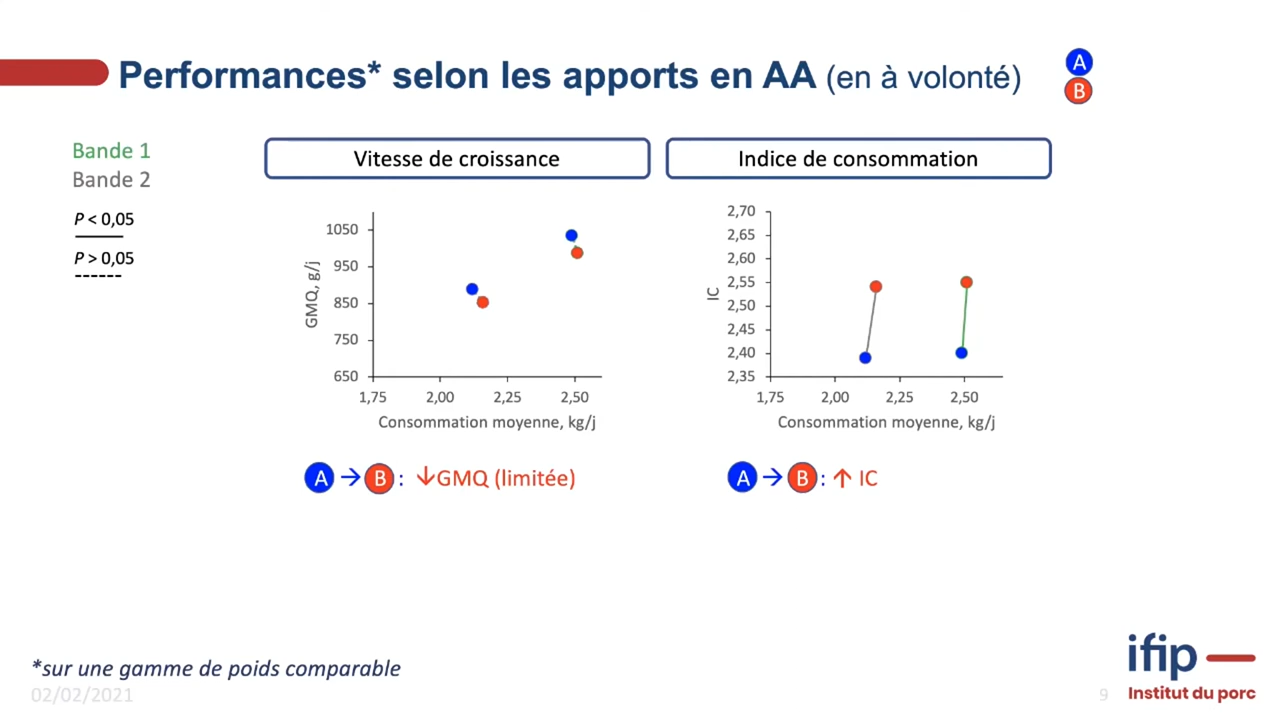 Performances* selon les apports en AA (en à volonté)
A
B
Bande 1
Bande 2
P < 0,05
P > 0,05
Vitesse de croissance
GMQ, g/j
1050
950
850
750
650
1,75 2,00 2,25 2,50
Consommation moyenne, kg/j
A → B : ↓GMQ (limitée)
Indice de consommation
IC
2,70
2,65
2,60
2,55
2,50
2,45
2,40
2,35
1,75 2,00 2,25 2,50
Consommation moyenne, kg/j
A → B : ↑ IC
*sur une gamme de poids comparable
02/02/2021
9
ifip
Institut du porc